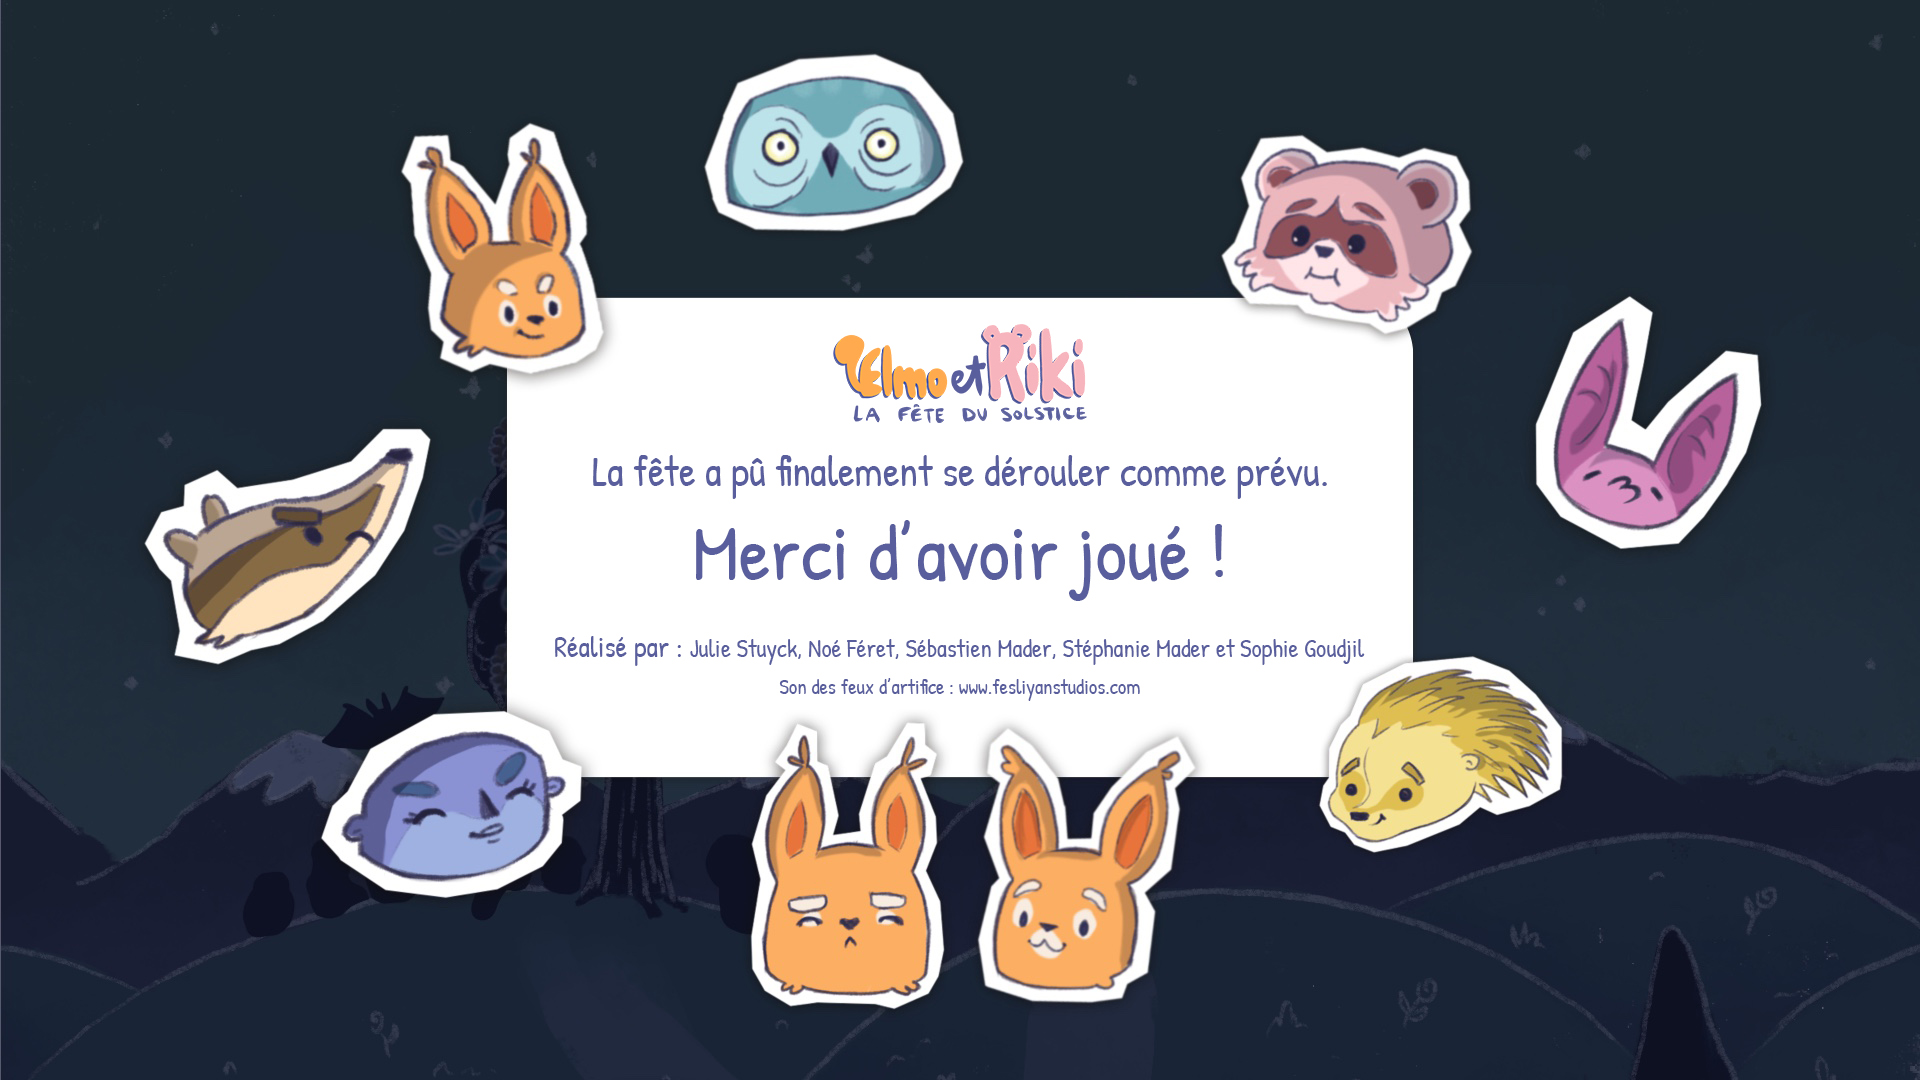 Elmo et Riki
LA FÊTE DU SOLSTICE
La fête a pû finalement se dérouler comme prévu.
Merci d'avoir joué !
Réalisé par : Julie Stuyck, Noé Féret, Sébastien Mader, Stéphanie Mader et Sophie Goudjil
Son des feux d'artifice : www.fesliyanstudios.com